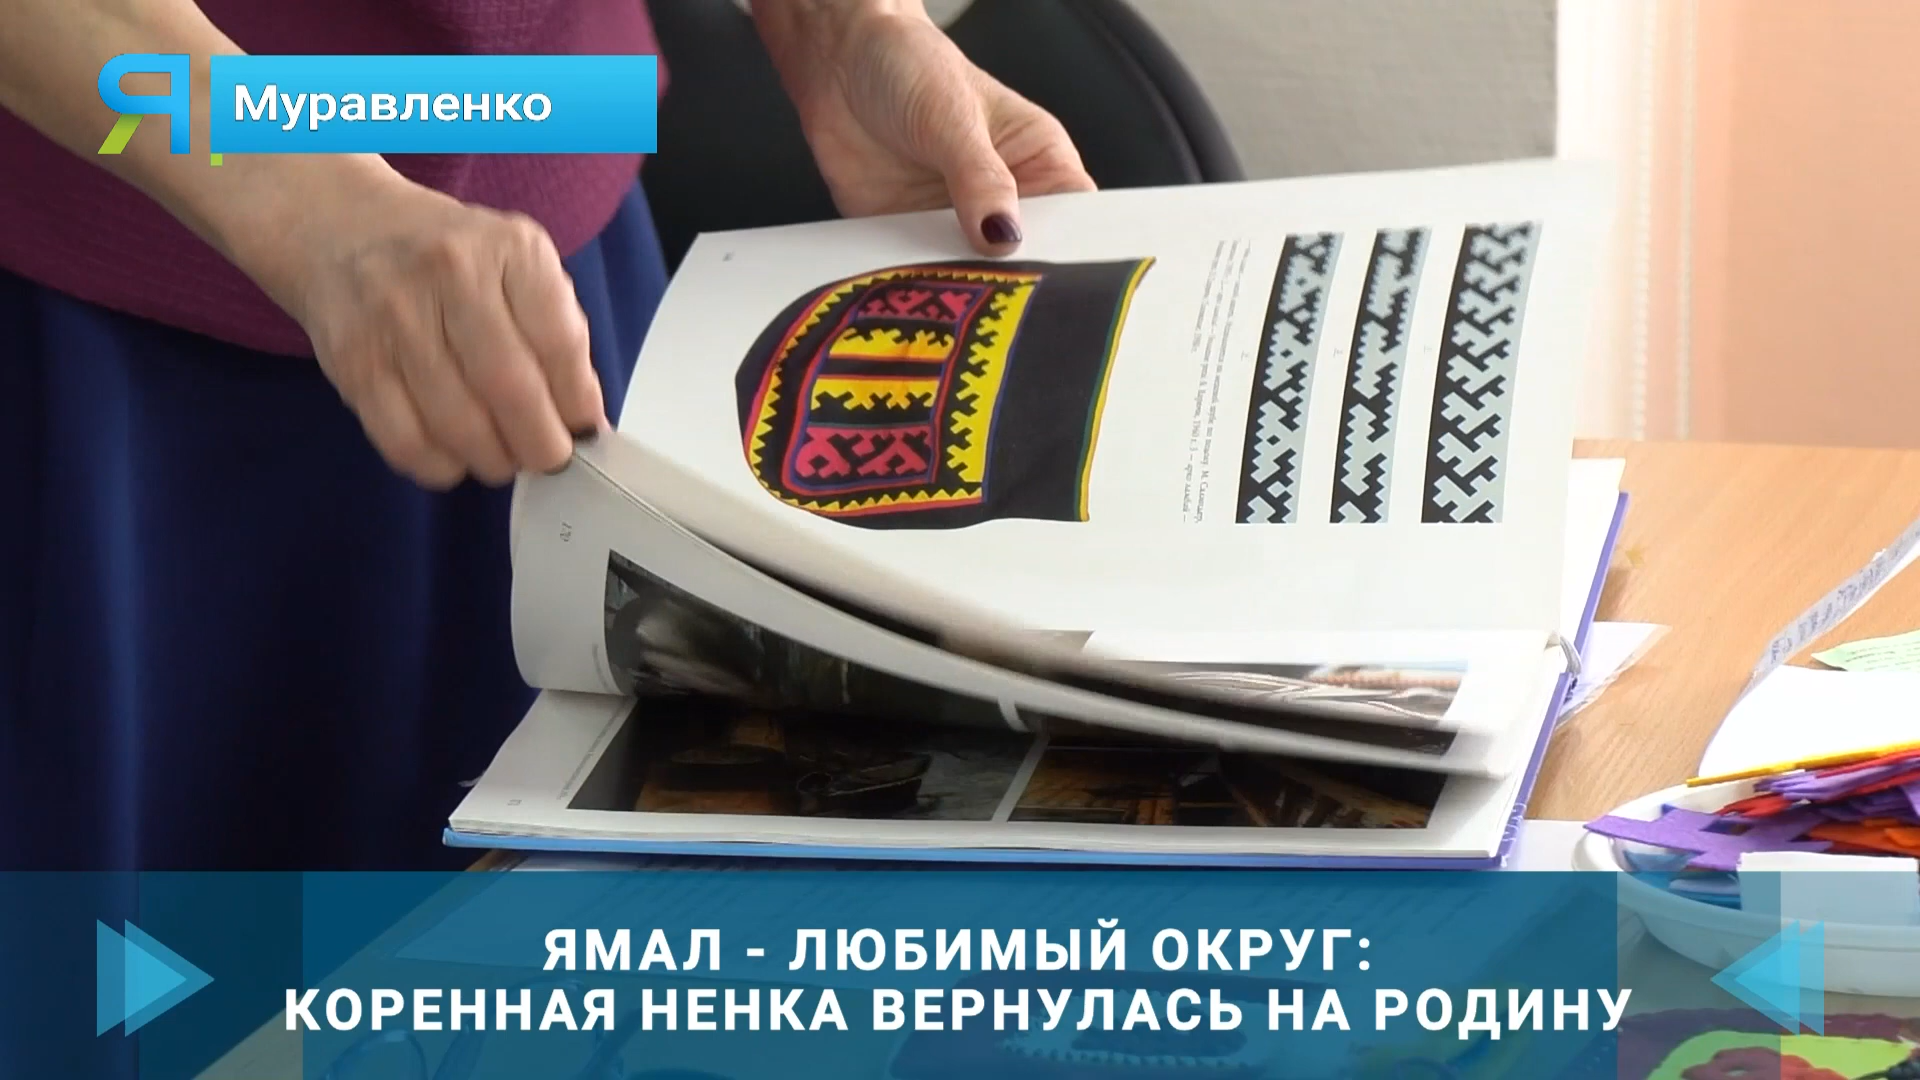 Я Муравленко
ЯМАЛ - ЛЮБИМЫЙ ОКРУГ:
КОРЕННАЯ НЕНКА ВЕРНУЛАСЬ НА РОДИНУ